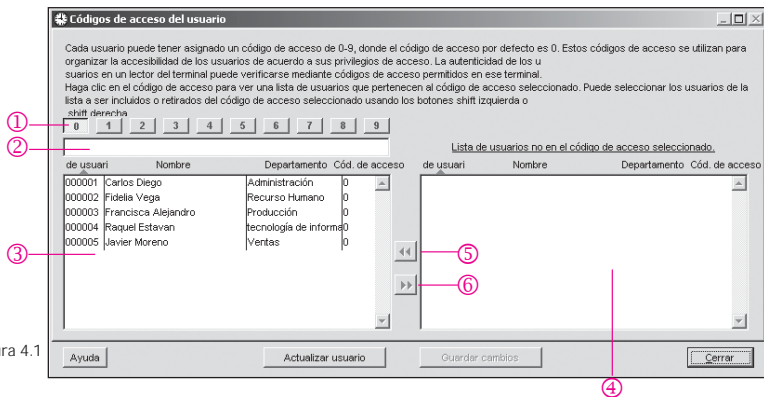 Códigos de acceso del usuario
Cada usuario puede tener asignado un código de acceso de 0-9, donde el código de acceso por defecto es 0. Estos códigos de acceso se utilizan para
organizar la accesibilidad de los usuarios de acuerdo a sus privilegios de acceso. La autenticidad de los u
suarios en un lector del terminal puede verificarse mediante códigos de acceso permitidos en ese terminal.
Haga clic en el código de acceso para ver una lista de usuarios que pertenecen al código de acceso seleccionado. Puede seleccionar los usuarios de la
lista a ser incluidos o retirados del código de acceso seleccionado usando los botones shift izquierda o
shift derecha
1
0 1 2 3 4 5 6 7 8 9
2
Lista de usuarios no en el código de acceso seleccionado.
de usuari Nombre Departamento Cód. de acceso de usuari Nombre Departamento Cód. de acceso
000001 Carlos Diego Administración 0
000002 Fidelia Vega Recurso Humano 0
000003 Francisca Alejandro Producción 0
000004 Raquel Estavan tecnología de informa 0
000005 Javier Moreno Ventas 0
3 5
6
ra 4.1
Ayuda Actualizar usuario Guardar cambios Cerrar
4